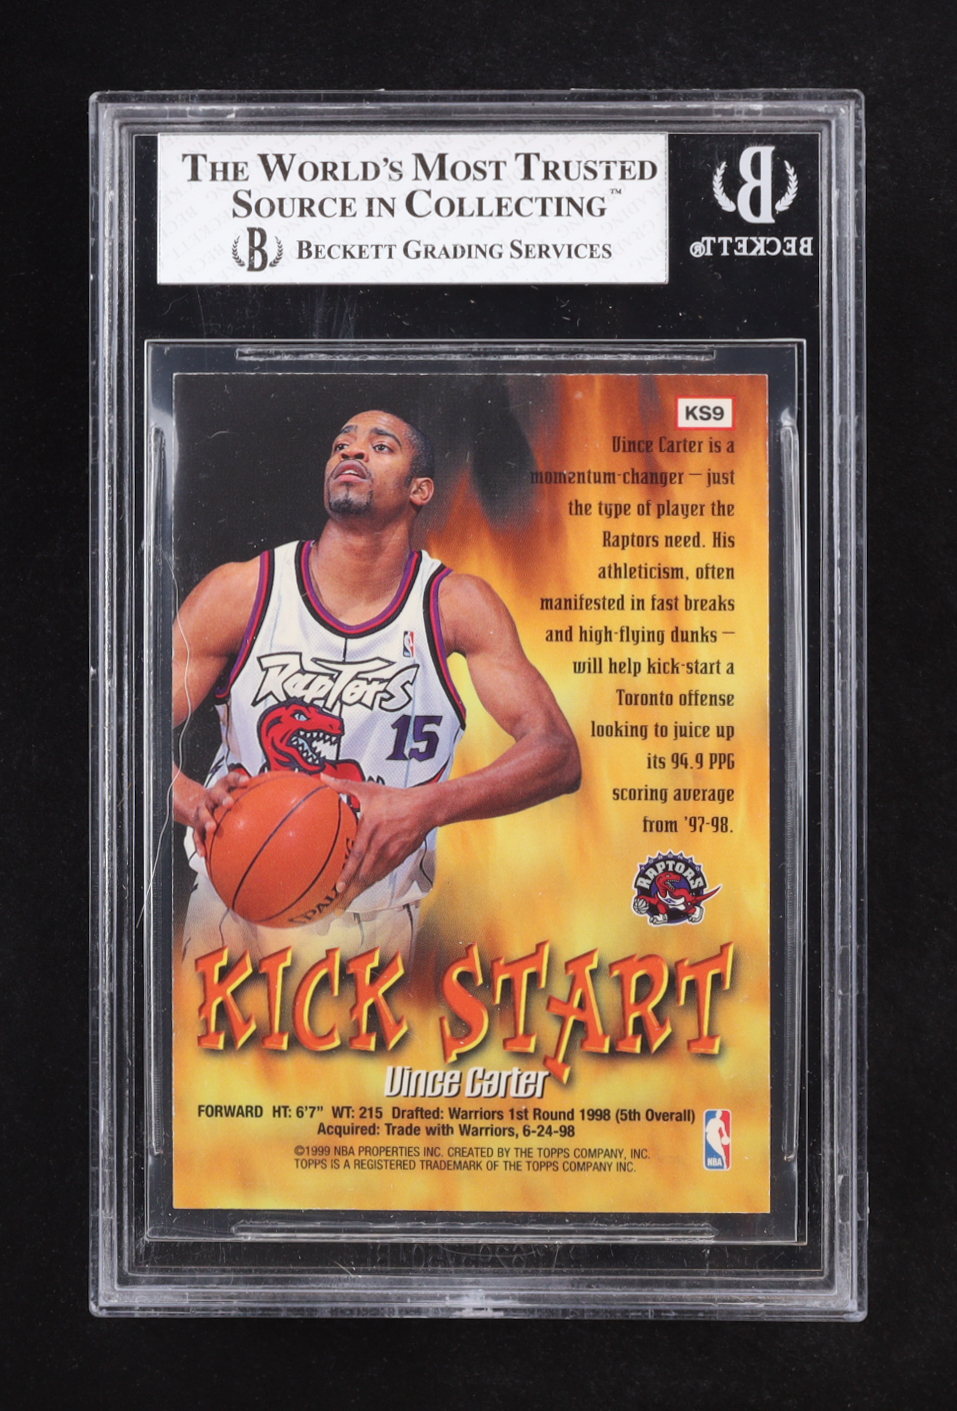 THE WORLD'S MOST TRUSTED
SOURCE IN COLLECTING™
B BECKETT GRADING SERVICES
B
BECKETT®
KS9
Vince Carter is a
momentum-changer — just
the type of player the
Raptors need. His
athleticism, often
manifested in fast breaks
and high-flying dunks —
will help kick-start a
Toronto offense
looking to juice up
its 94.9 PPG
scoring average
from '97-98.
RAPTORS
15
SPALDING
RAPTORS
KICK START
Vince Carter
FORWARD HT: 6'7" WT: 215 Drafted: Warriors 1st Round 1998 (5th Overall)
Acquired: Trade with Warriors, 6-24-98
©1999 NBA PROPERTIES INC. CREATED BY THE TOPPS COMPANY, INC.
TOPPS IS A REGISTERED TRADEMARK OF THE TOPPS COMPANY INC.
NBA